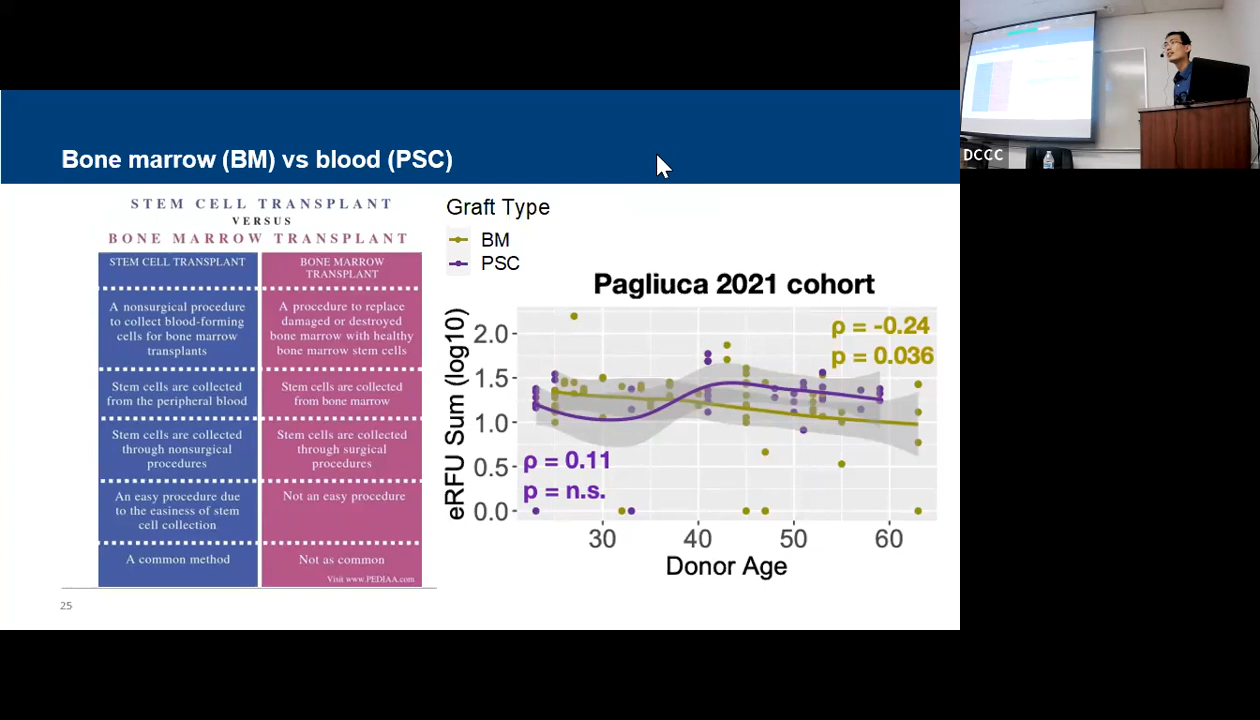 Bone marrow (BM) vs blood (PSC)
STEM CELL TRANSPLANT
VERSUS
BONE MARROW TRANSPLANT
STEM CELL TRANSPLANT
A nonsurgical procedure
to collect blood-forming
cells for bone marrow
transplants
Stem cells are collected
from the peripheral blood
Stem cells are collected
through nonsurgical
procedures
An easy procedure due
to the easiness of stem
cell collection
A common method
BONE MARROW
TRANSPLANT
A procedure to replace
damaged or destroyed
bone marrow with healthy
bone marrow stem cells
Stem cells are collected
from bone marrow
Stem cells are collected
through surgical
procedures
Not an easy procedure
Not as common
Visit www.PEDIAA.com
Graft Type
BM
PSC
Pagliuca 2021 cohort
eRFU Sum (log10)
2.0
1.5
1.0
0.5
0.0
ρ = -0.24
p = 0.036
ρ = 0.11
p = n.s.
30 40 50 60
Donor Age
25
DCCC